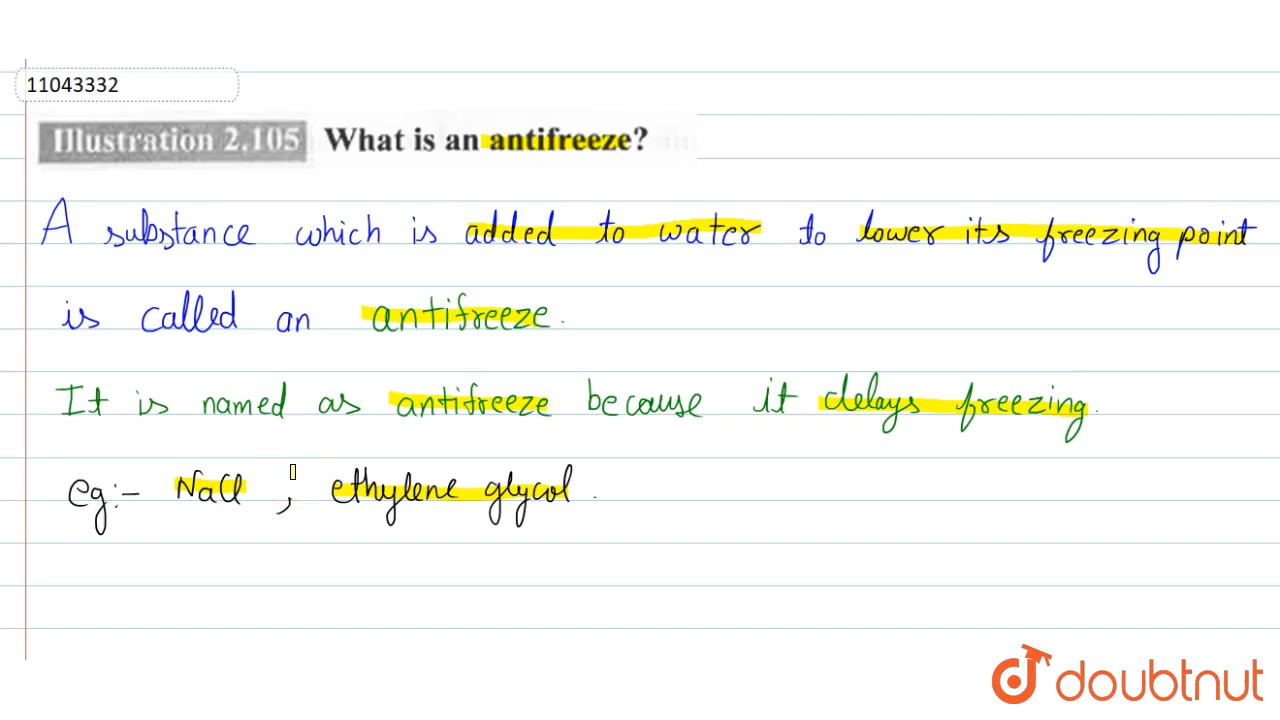 11043332
Illustration 2.105 What is an antifreeze?
A substance which is added to water to lower its freezing point
is called an antifreeze.
It is named as antifreeze because it delays freezing.
eg:- NaCl , ethylene glycol.
doubtnut